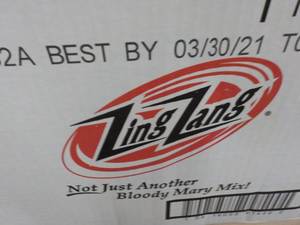 2A BEST BY 03/30/21
Zing Zang
Not Just Another
Bloody Mary Mix!